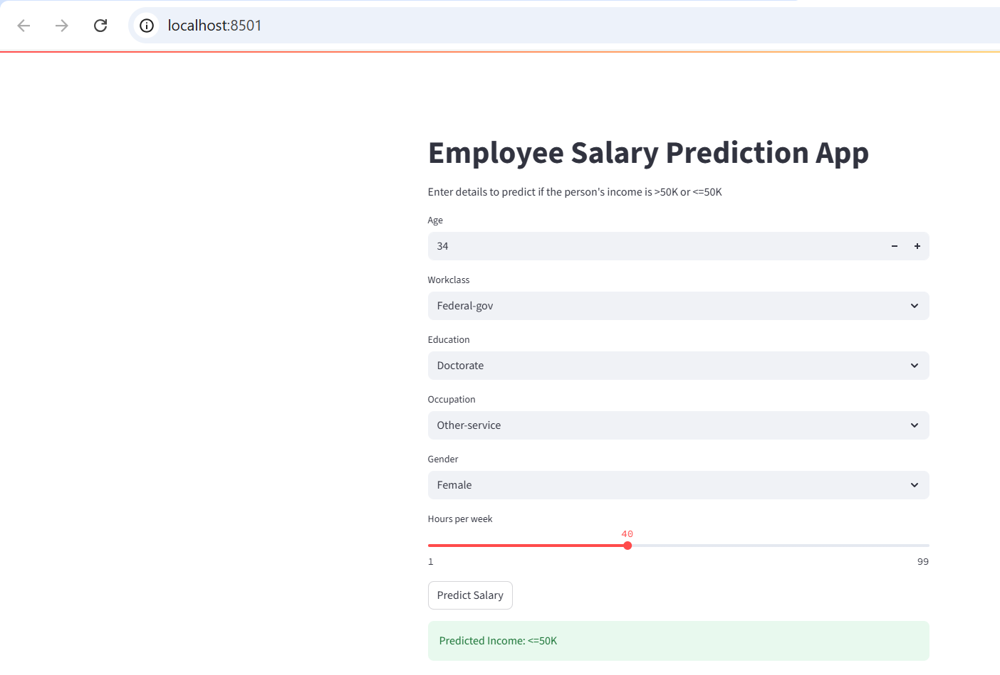 localhost:8501
Employee Salary Prediction App
Enter details to predict if the person's income is >50K or <=50K
Age
34
Workclass
Federal-gov
Education
Doctorate
Occupation
Other-service
Gender
Female
Hours per week
40
1 99
Predict Salary
Predicted Income: <=50K